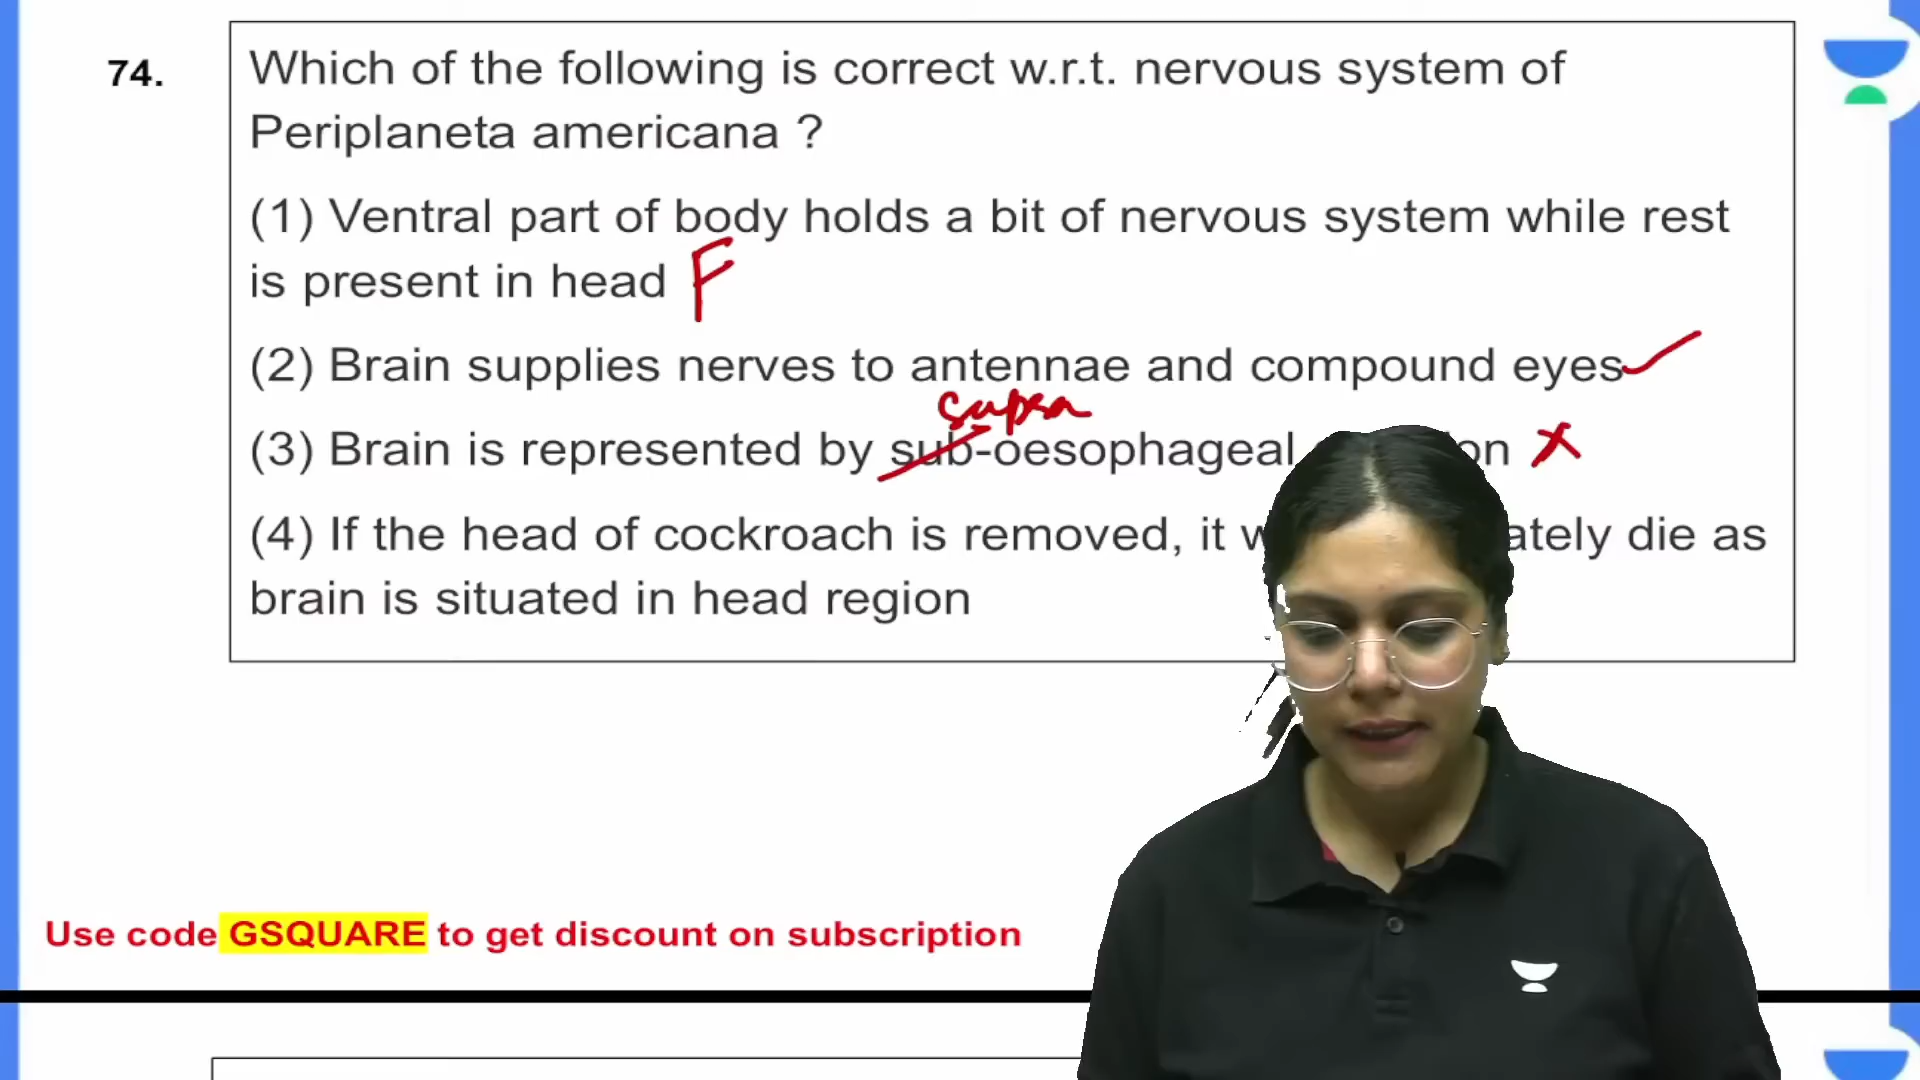 74.
Which of the following is correct w.r.t. nervous system of
Periplaneta americana ?
(1) Ventral part of body holds a bit of nervous system while rest
is present in head F
(2) Brain supplies nerves to antennae and compound eyes
supra
(3) Brain is represented by sub-oesophageal
(4) If the head of cockroach is removed, it die as
brain is situated in head region
Use code GSQUARE to get discount on subscription